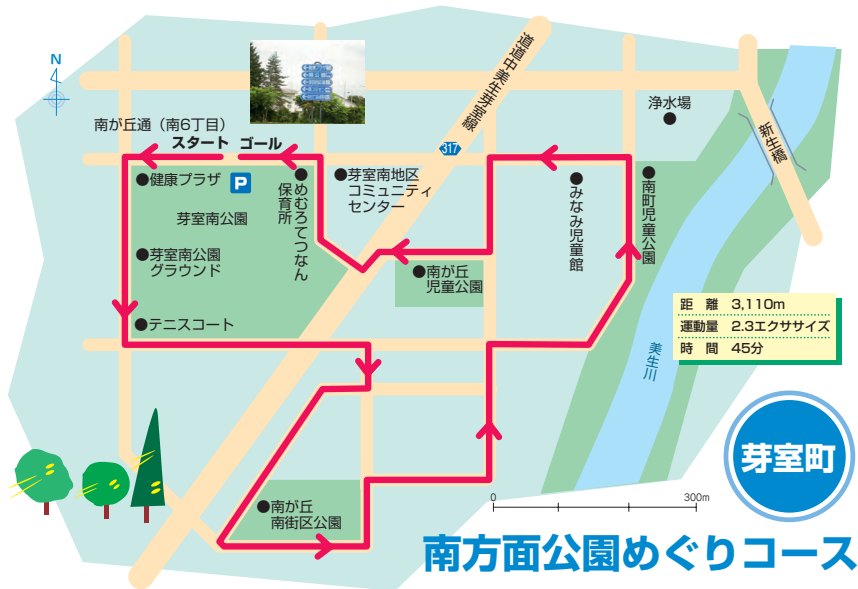 N
南が丘通（南6丁目）
スタート ゴール
道道中美生芽室線
317
浄水場
新生橋
健康プラザ
P
芽室南公園
芽室南公園
グラウンド
テニスコート
めむろてつなん
保育所
芽室南地区
コミュニティ
センター
みなみ児童館
南町児童公園
南が丘
児童公園
距 離 3,110m
運動量 2.3エクササイズ
時 間 45分
美生川
芽室町
南が丘
南街区公園
0 300m
南方面公園めぐりコース